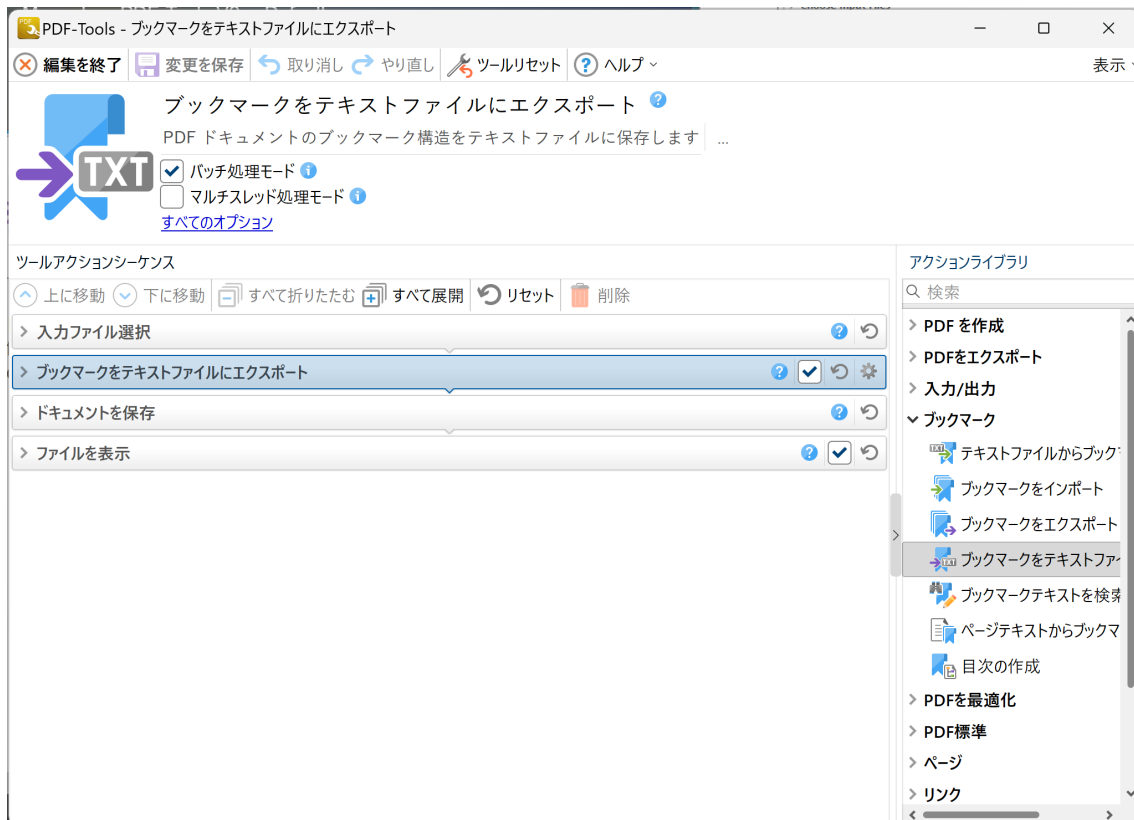 PDF-Tools - ブックマークをテキストファイルにエクスポート
編集を終了 変更を保存 取り消し やり直し ツールリセット ヘルプ 表示
ブックマークをテキストファイルにエクスポート
PDF ドキュメントのブックマーク構造をテキストファイルに保存します ...
バッチ処理モード
マルチスレッド処理モード
すべてのオプション
TXT
ツールアクションシーケンス
上に移動 下に移動 すべて折りたたむ すべて展開 リセット 削除
入力ファイル選択
ブックマークをテキストファイルにエクスポート
ドキュメントを保存
ファイルを表示
アクションライブラリ
検索
PDF を作成
PDFをエクスポート
入力/出力
ブックマーク
テキストファイルからブック
ブックマークをインポート
ブックマークをエクスポート
ブックマークをテキストファ
ブックマークテキストを検索
ページテキストからブックマ
目次の作成
PDFを最適化
PDF標準
ページ
リンク